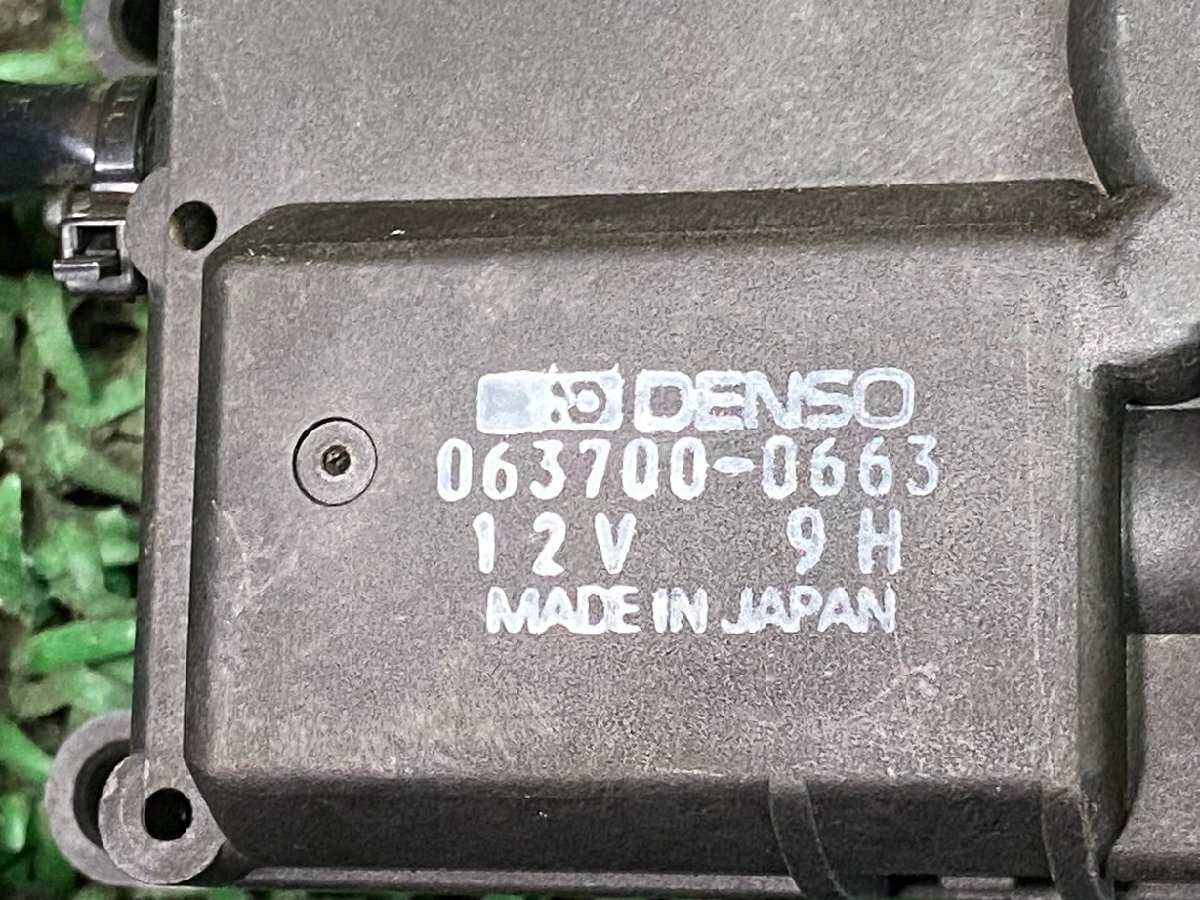 DENSO
063700-0663
12V 9H
MADE IN JAPAN